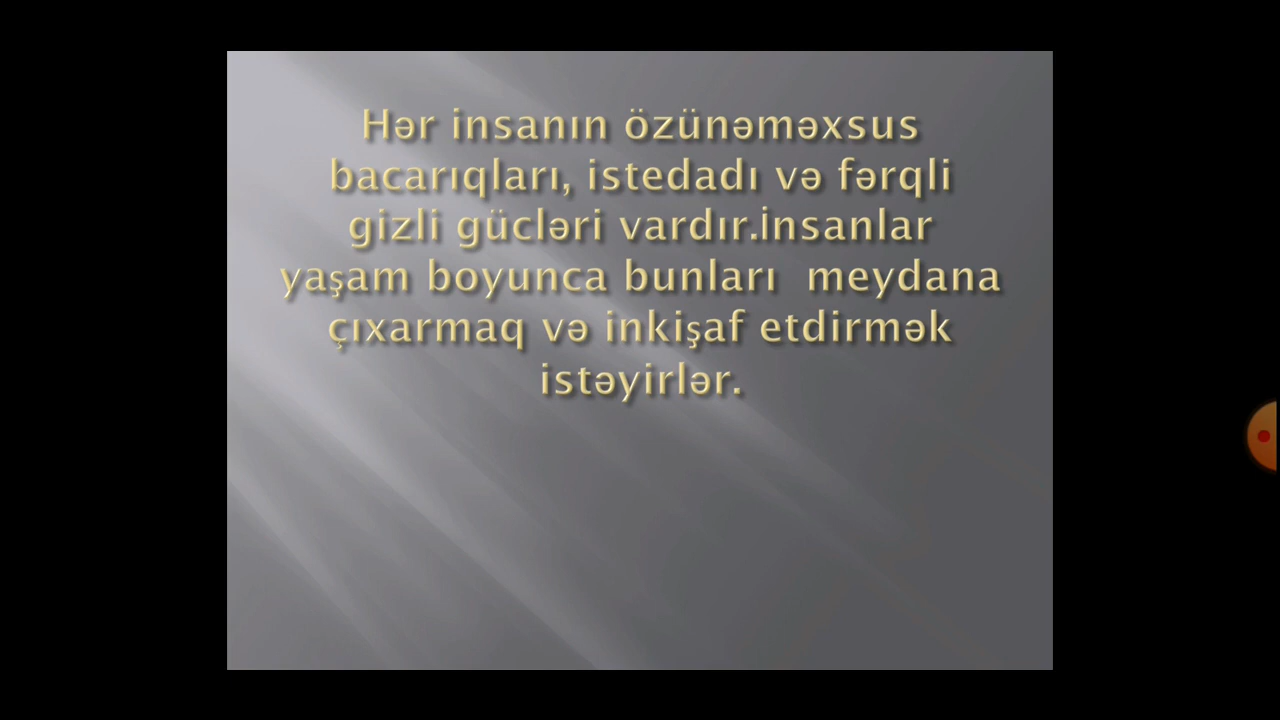 Hər insanın özünəməxsus
bacarıqları, istedadı və fərqli
gizli gücləri vardır.İnsanlar
yaşam boyunca bunları  meydana
çıxarmaq və inkişaf etdirmək
istəyirlər.